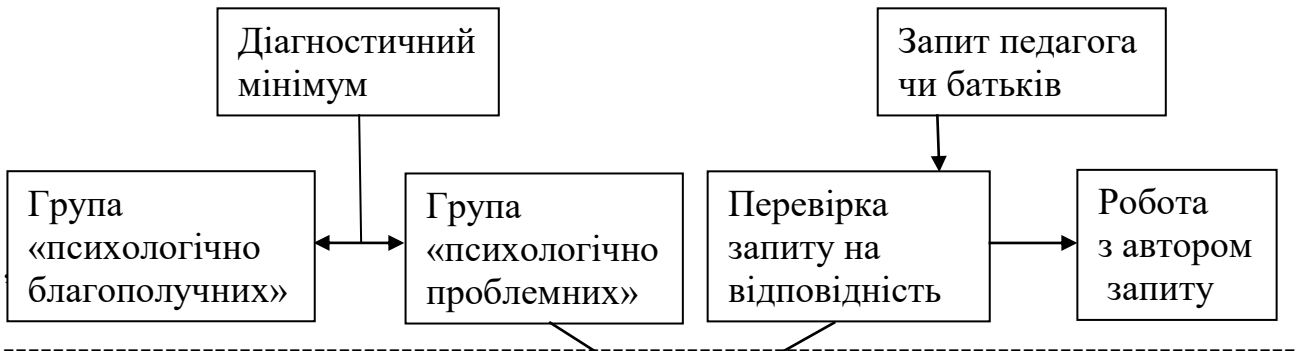 Діагностичний
мінімум
Запит педагога
чи батьків
Група
«психологічно
благополучних»
Група
«психологічно
проблемних»
Перевірка
запиту на
відповідність
Робота
з автором
запиту